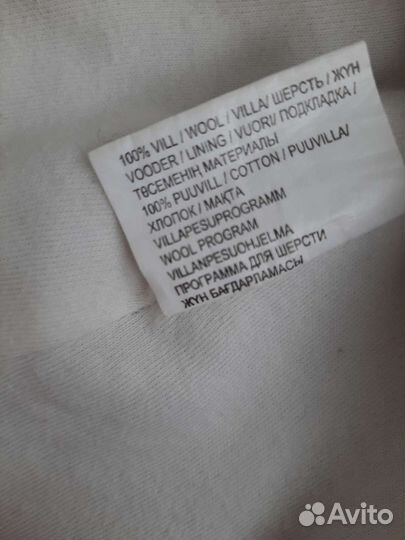 100% VILL / WOOL / VILLA/ ШЕРСТЬ / ЖҮН
VOODER / LINING / VUORI/ ПОДКЛАДКА /
ТӨСЕМЕНІҢ МАТЕРИАЛЫ
100% PUUVILL / COTTON / PUUVILLA/
ХЛОПОК / МАҚТА
VILLAPESUPROGRAMM
WOOL PROGRAM
VILLANPESUOHJELMA
ПРОГРАММА ДЛЯ ШЕРСТИ
ЖҮН БАҒДАРЛАМАСЫ
Avito